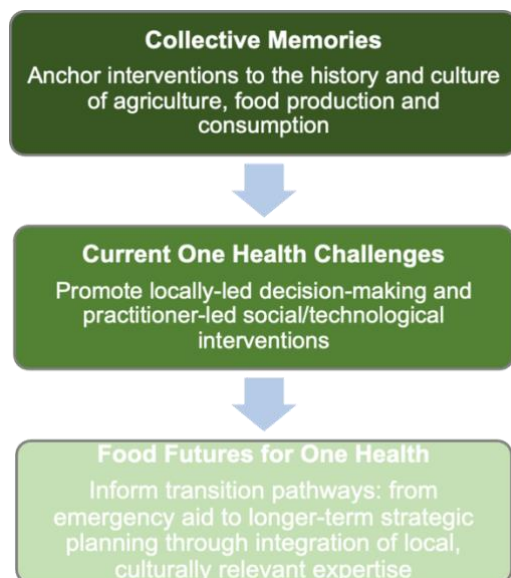 Collective Memories
Anchor interventions to the history and culture
of agriculture, food production and
consumption
Current One Health Challenges
Promote locally-led decision-making and
practitioner-led social/technological
interventions
Food Futures for One Health
Inform transition pathways: from
emergency aid to longer-term strategic
planning through integration of local,
culturally relevant expertise